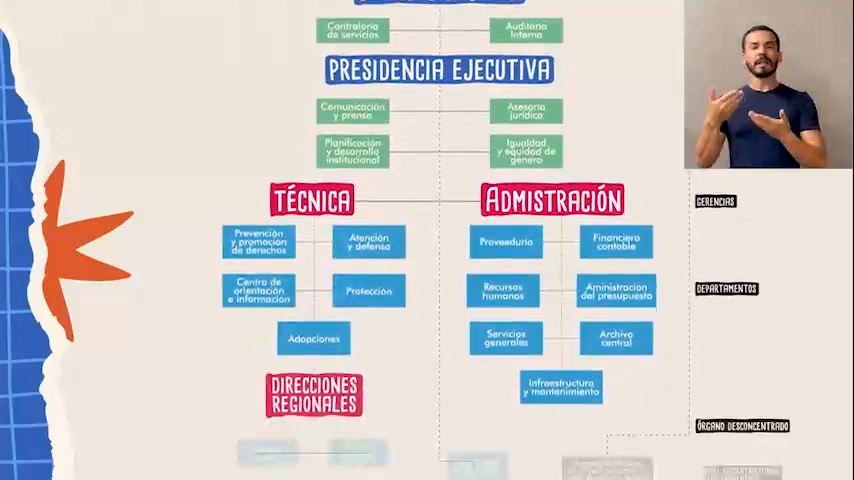 Contraloría
de servicios
Auditoría
Interna
PRESIDENCIA EJECUTIVA
Comunicación
y prensa
Asesoría
jurídica
Planificación
y desarrollo
institucional
Igualdad
y equidad de
género
TÉCNICA
ADMISTRACIÓN
GERENCIAS
Prevención
y promoción
de derechos
Atención
y defensa
Proveeduría
Financiero
contable
Centro de
orientación
e información
Protección
Recursos
humanos
Aministración
del presupuesto
DEPARTAMENTOS
Adopciones
Servicios
generales
Archivo
central
DIRECCIONES
REGIONALES
Infraestructura
y mantenimiento
ÓRGANO DESCONCENTRADO